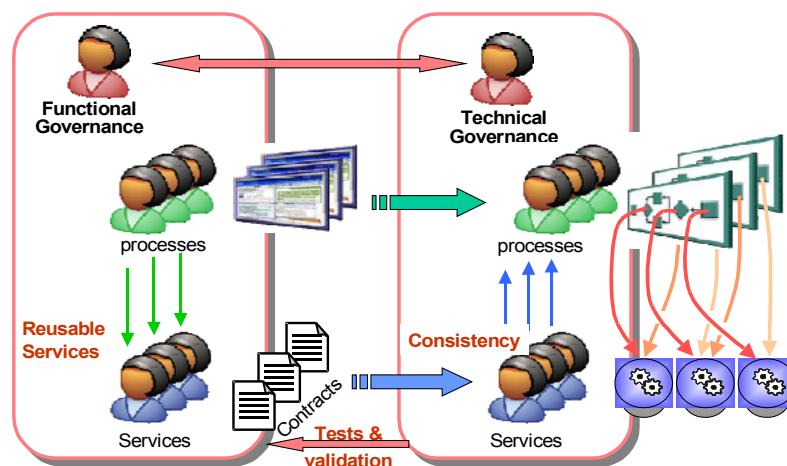 Functional
Governance
Technical
Governance
processes
processes
Reusable
Services
Consistency
Contracts
Services
Tests &
validation
Services